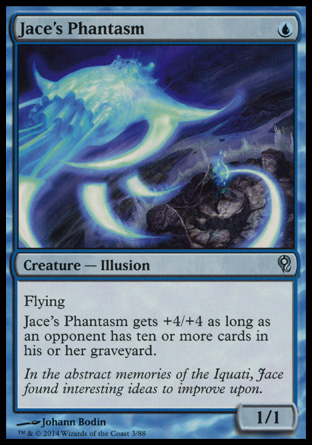 Jace's Phantasm
Creature — Illusion
Flying
Jace's Phantasm gets +4/+4 as long as
an opponent has ten or more cards in
his or her graveyard.
In the abstract memories of the Iquati, Jace
found interesting ideas to improve upon.
Johann Bodin
™ & © 2014 Wizards of the Coast 3/88
1/1